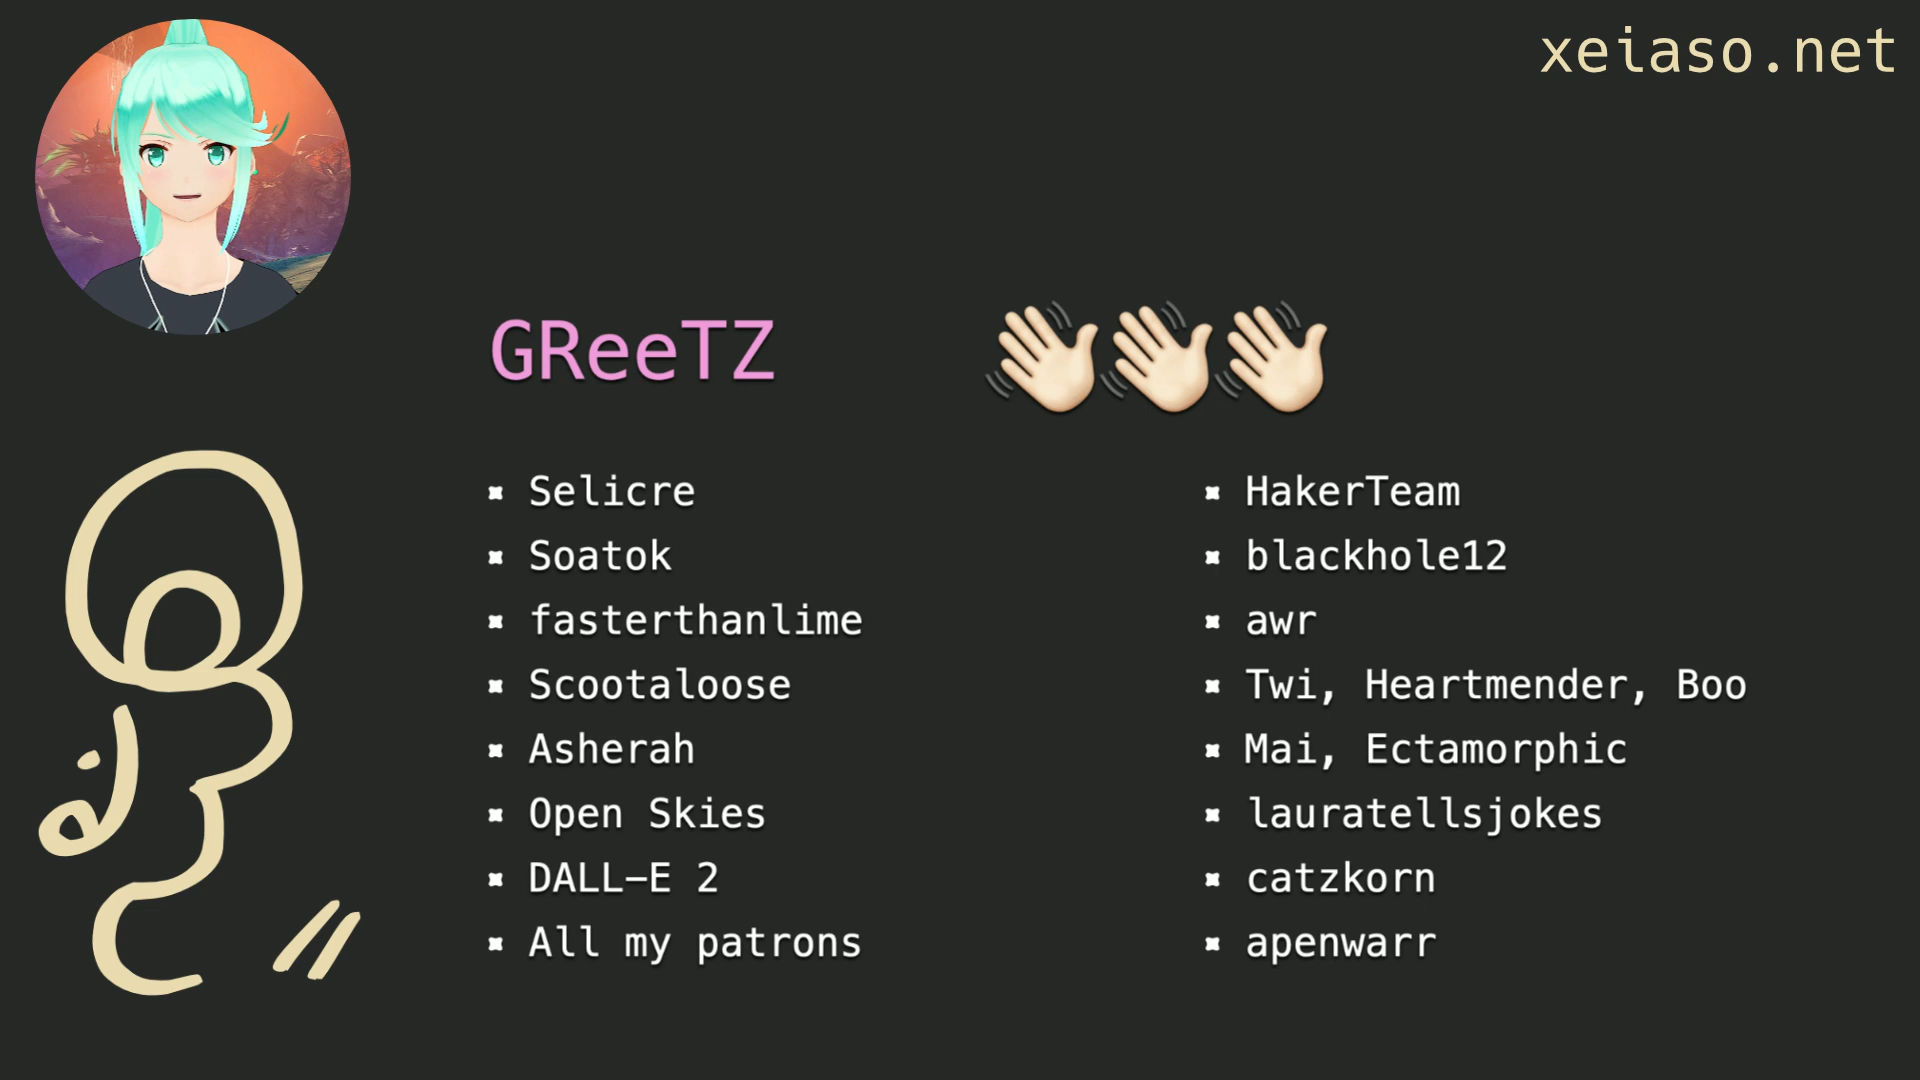 xeiaso.net
GReeTZ 👋🏻👋🏻👋🏻
Selicre
Soatok
fasterthanlime
Scootaloose
Asherah
Open Skies
DALL-E 2
All my patrons
HakerTeam
blackhole12
awr
Twi, Heartmender, Boo
Mai, Ectamorphic
lauratellsjokes
catzkorn
apenwarr